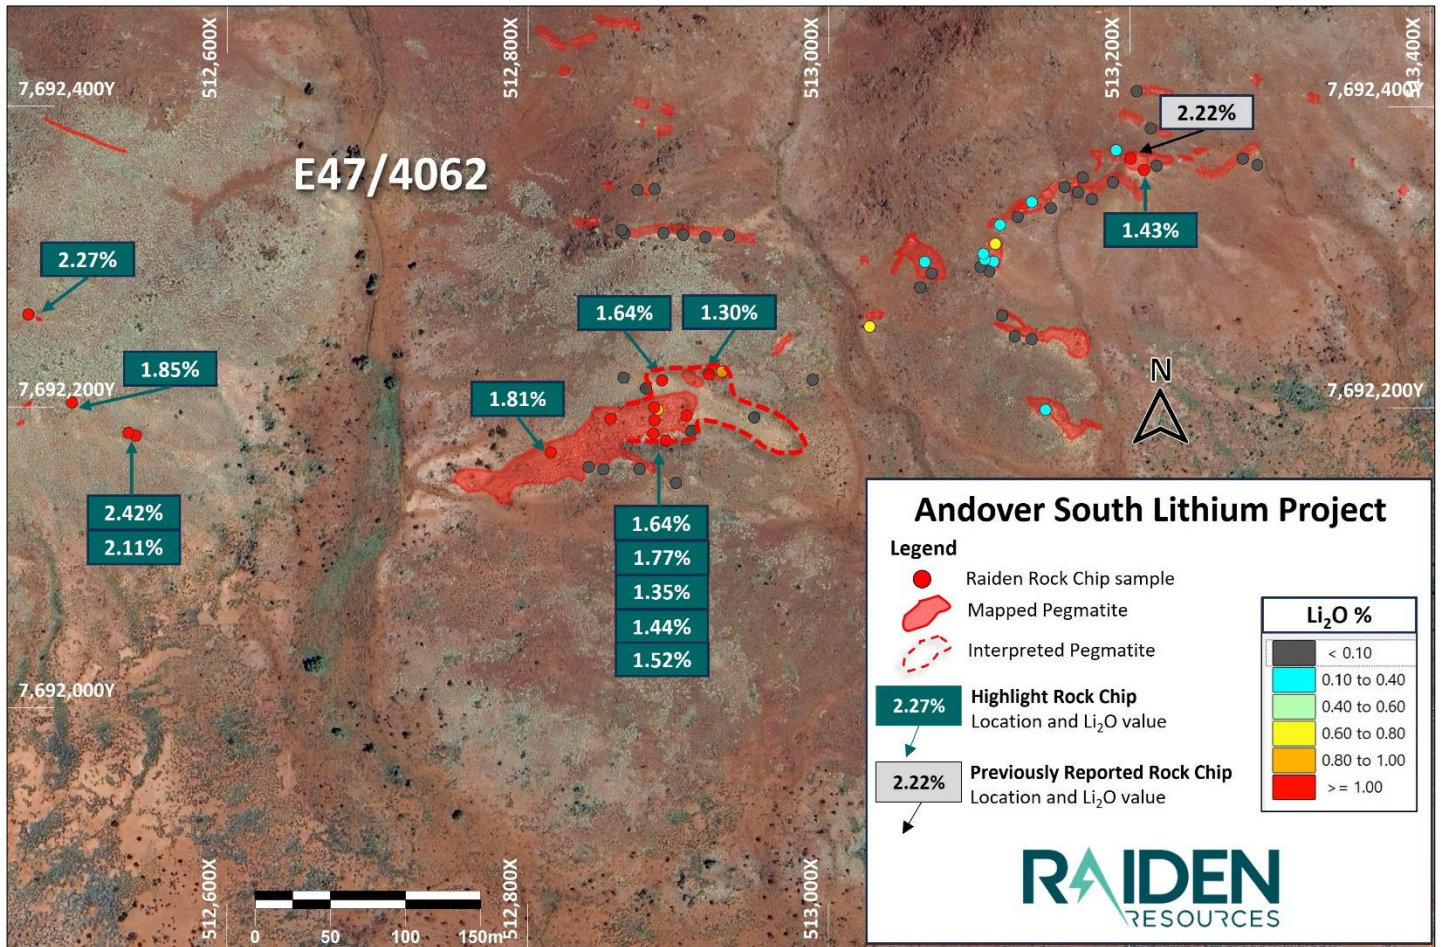 512,600X
512,800X
513,000X
513,200X
513,400X
7,692,400Y
7,692,400Y
2.22%
E47/4062
1.43%
2.27%
1.64%
1.30%
1.85%
7,692,200Y
7,692,200Y
1.81%
N
2.42%
2.11%
1.64%
1.77%
1.35%
1.44%
1.52%
7,692,000Y
Andover South Lithium Project
Legend
Raiden Rock Chip sample
Mapped Pegmatite
Interpreted Pegmatite
2.27%
Highlight Rock Chip
Location and Li₂O value
2.22%
Previously Reported Rock Chip
Location and Li₂O value
Li₂O %
< 0.10
0.10 to 0.40
0.40 to 0.60
0.60 to 0.80
0.80 to 1.00
>= 1.00
RAIDEN
RESOURCES
512,600X
512,800X
513,000X
0 50 100 150m